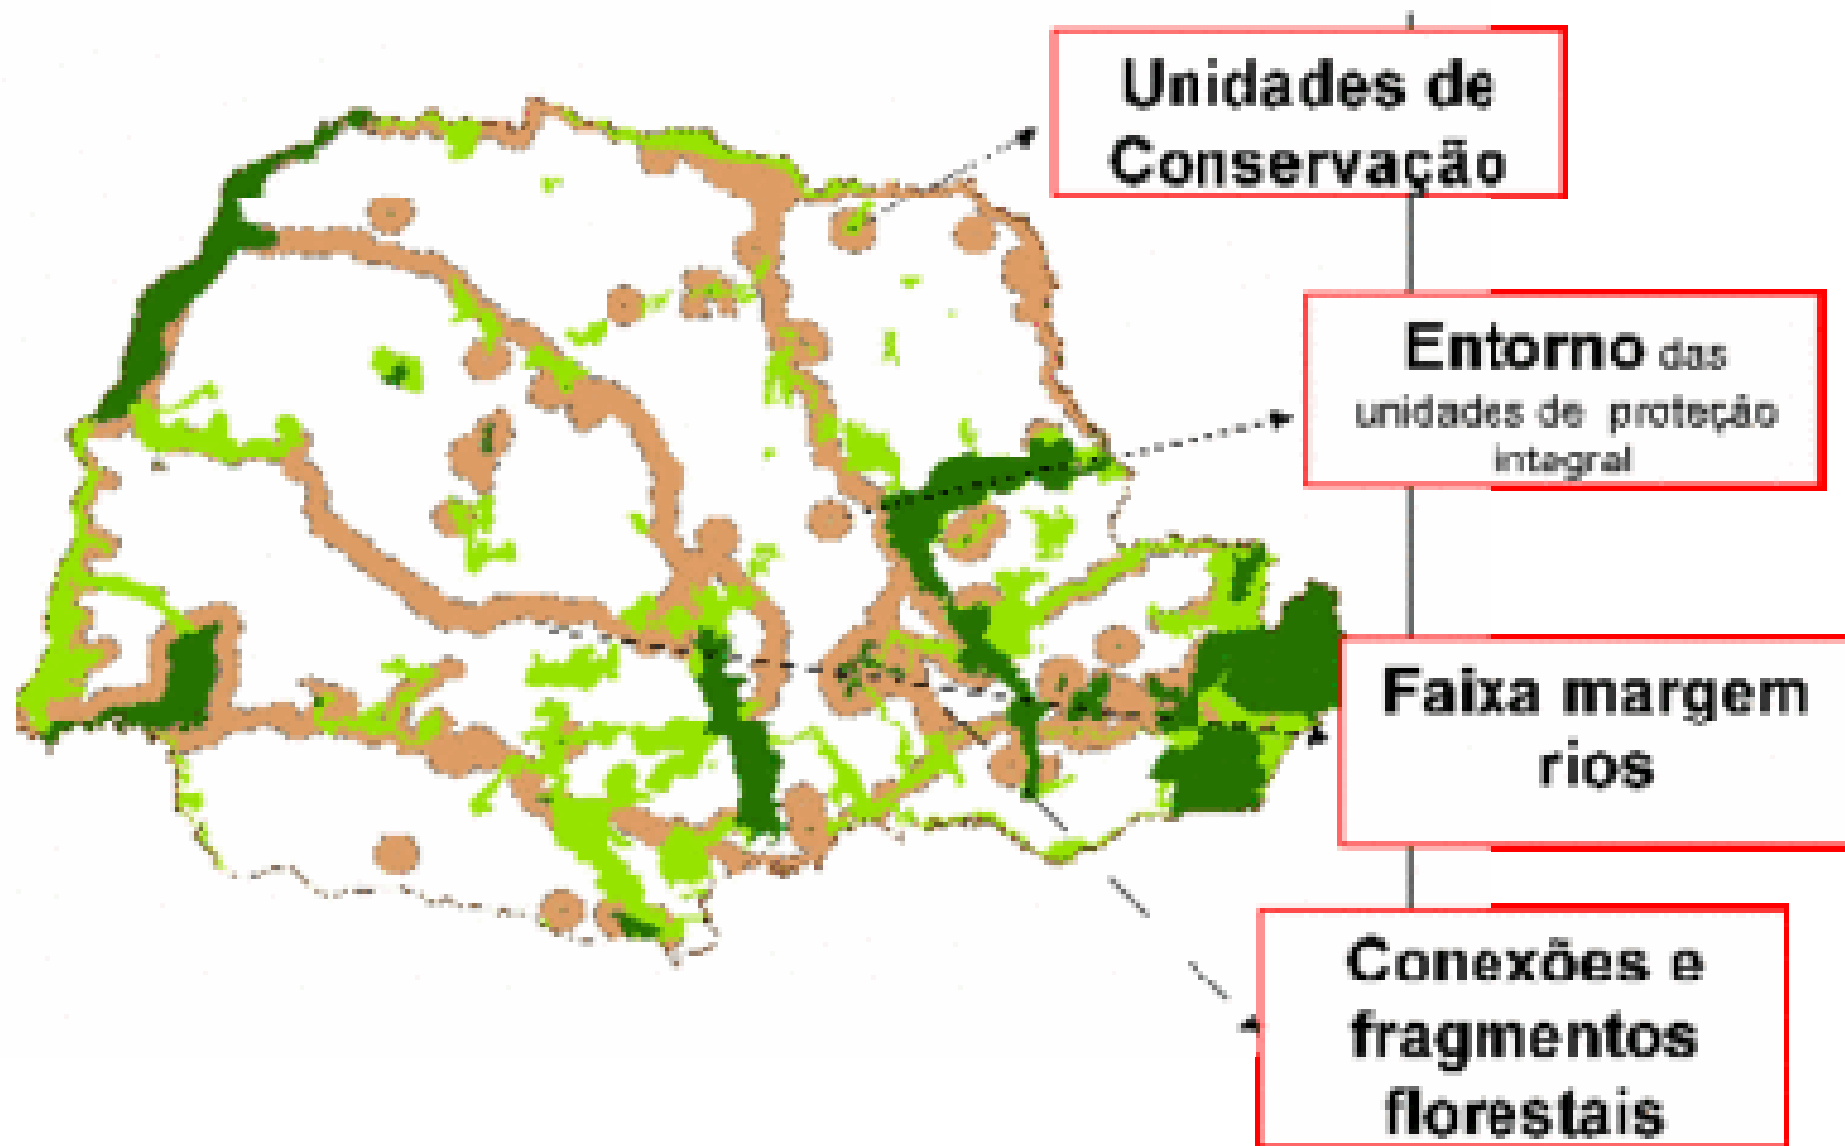 Unidades de
Conservação
Entorno das
unidades de proteção
integral
Faixa margem
rios
Conexões e
fragmentos
florestais